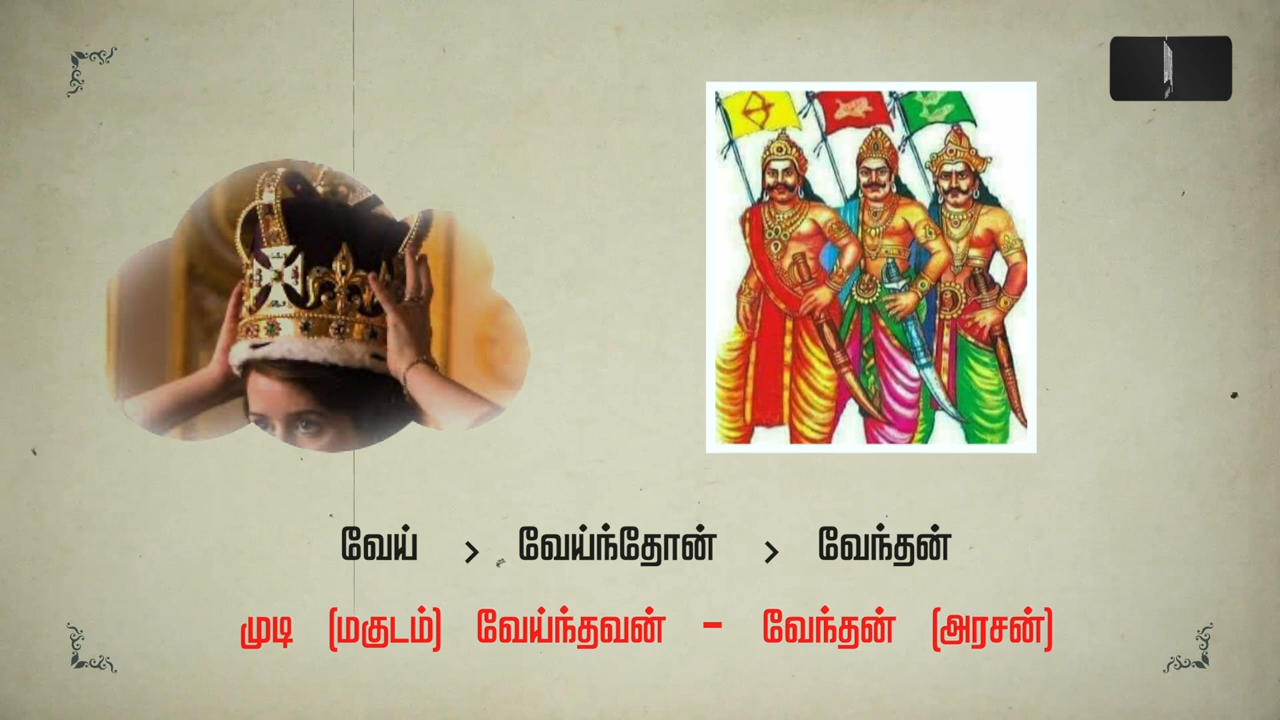 வேய் > வேய்ந்தோன் > வேந்தன்
முடி (மகுடம்) வேய்ந்தவன் - வேந்தன் (அரசன்)